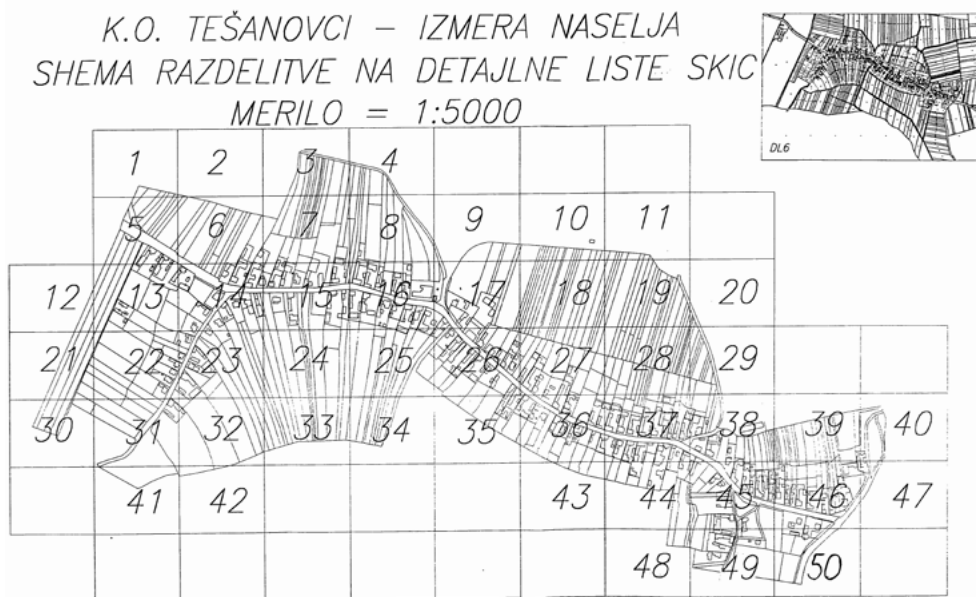 K.O. TEŠANOVCI – IZMERA NASELJA
SHEMA RAZDELITVE NA DETAJLNE LISTE SKIC
MERILO = 1:5000
DL6
1 2 3 4
5 6 7 8 9 10 11
12 13 14 15 16 17 18 19 20
21 22 23 24 25 26 27 28 29
30 31 32 33 34 35 36 37 38 39 40
41 42 43 44 45 46 47
48 49 50